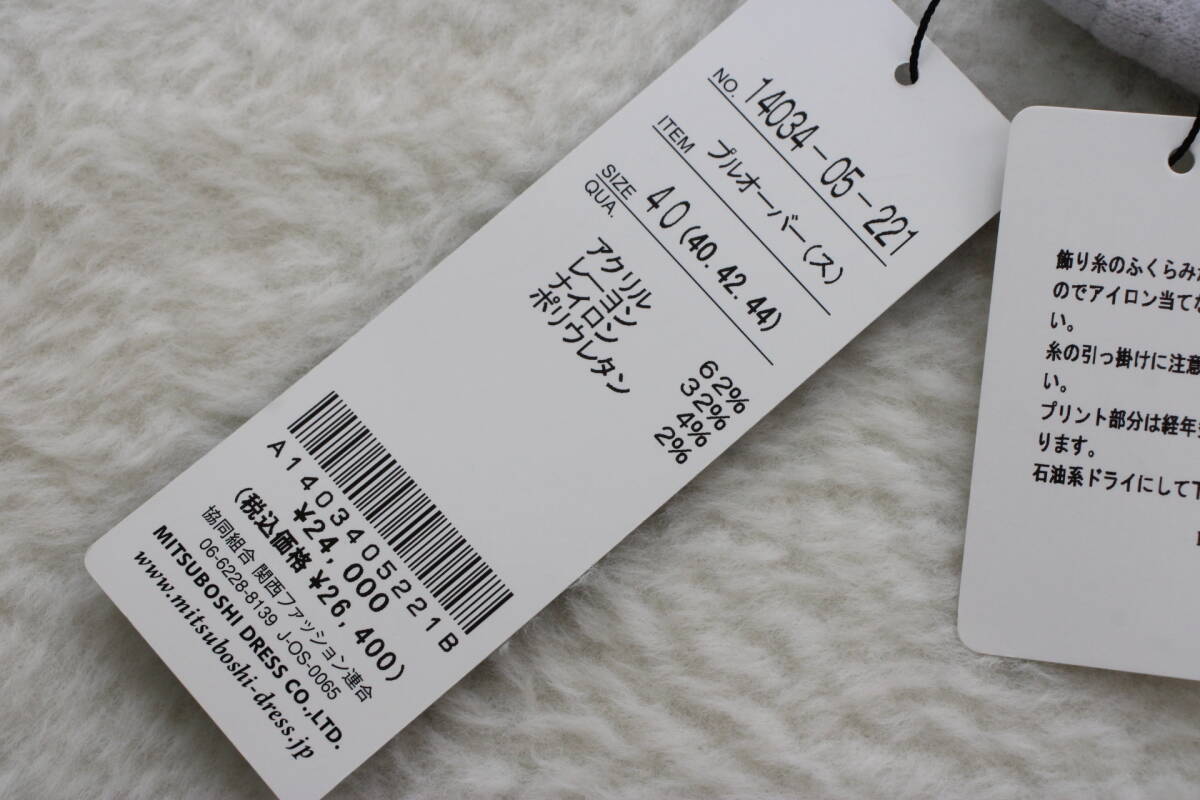 NO. 14034-05-221
ITEM プルオーバー(ス)
SIZE 40(40.42.44)
QUA.
アクリル 62%
レーヨン 32%
ナイロン 4%
ポリウレタン 2%
A1403405221B
¥24,000
(税込価格 ¥26,400)
協同組合 関西ファッション連合
06-6228-8139 J-OS-0065
MITSUBOSHI DRESS CO.,LTD.
www.mitsuboshi-dress.jp
飾り糸のふくらみ
のでアイロン当てな
い。
糸の引っ掛けに注意
い。
プリント部分は経年
ります。
石油系ドライにして下